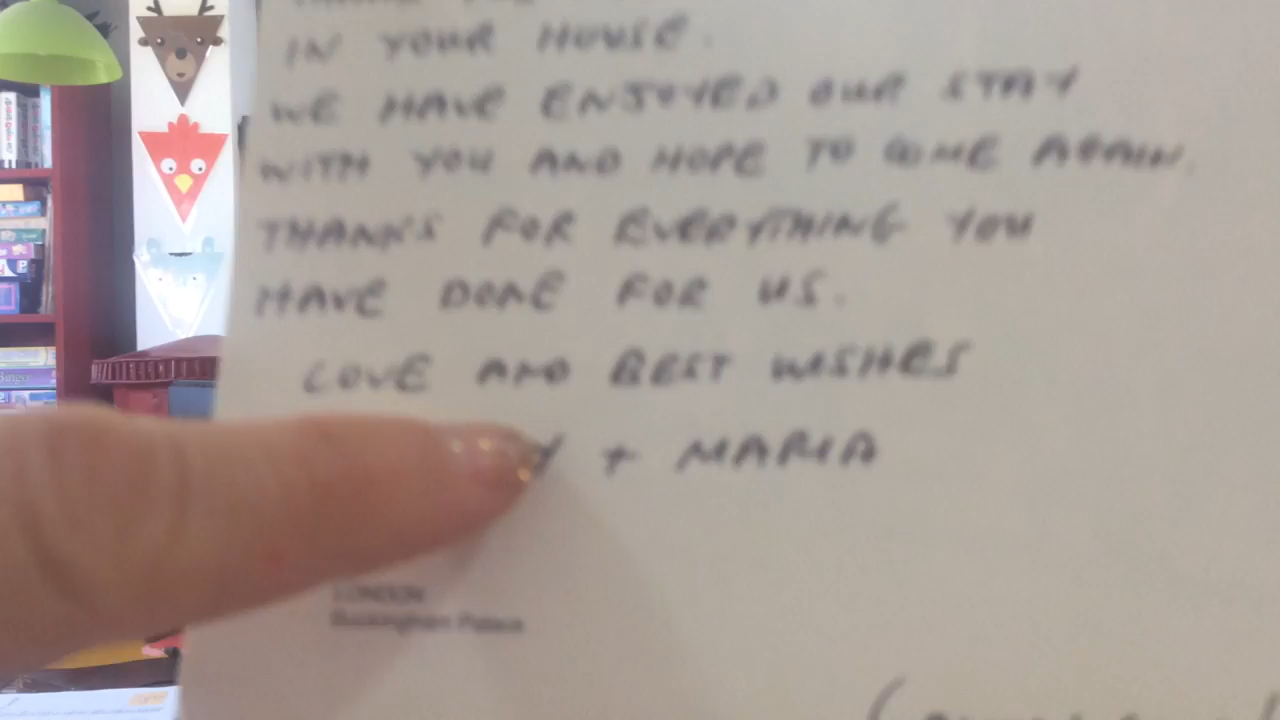 IN YOUR HOUSE.
WE HAVE ENJOYED OUR STAY
WITH YOU AND HOPE TO COME AGAIN.
THANKS FOR EVERYTHING YOU
HAVE DONE FOR US.
LOVE AND BEST WISHES
Y + MARIA
LONDON
Buckingham Palace
Bingo